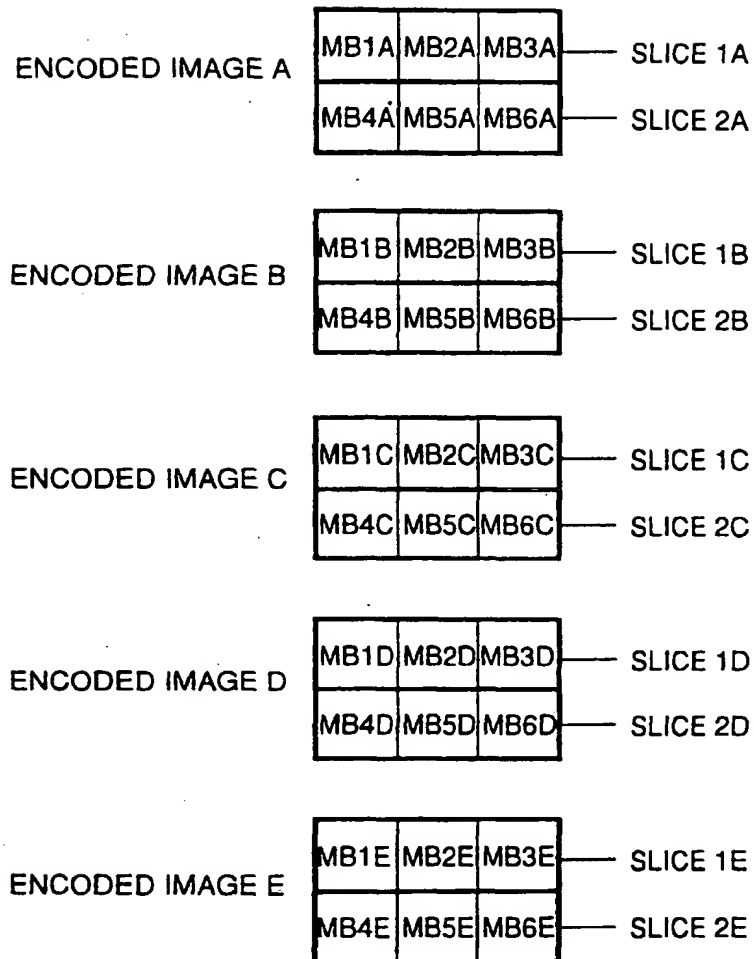 MB1A MB2A MB3A SLICE 1A
ENCODED IMAGE A
MB4A MB5A MB6A SLICE 2A
MB1B MB2B MB3B SLICE 1B
ENCODED IMAGE B
MB4B MB5B MB6B SLICE 2B
MB1C MB2C MB3C SLICE 1C
ENCODED IMAGE C
MB4C MB5C MB6C SLICE 2C
MB1D MB2D MB3D SLICE 1D
ENCODED IMAGE D
MB4D MB5D MB6D SLICE 2D
MB1E MB2E MB3E SLICE 1E
ENCODED IMAGE E
MB4E MB5E MB6E SLICE 2E